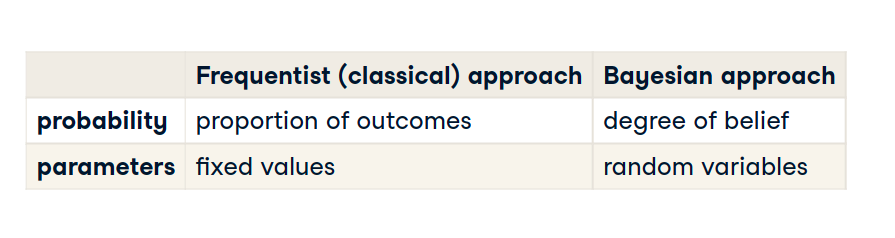 Frequentist (classical) approach Bayesian approach
probability proportion of outcomes degree of belief
parameters fixed values random variables